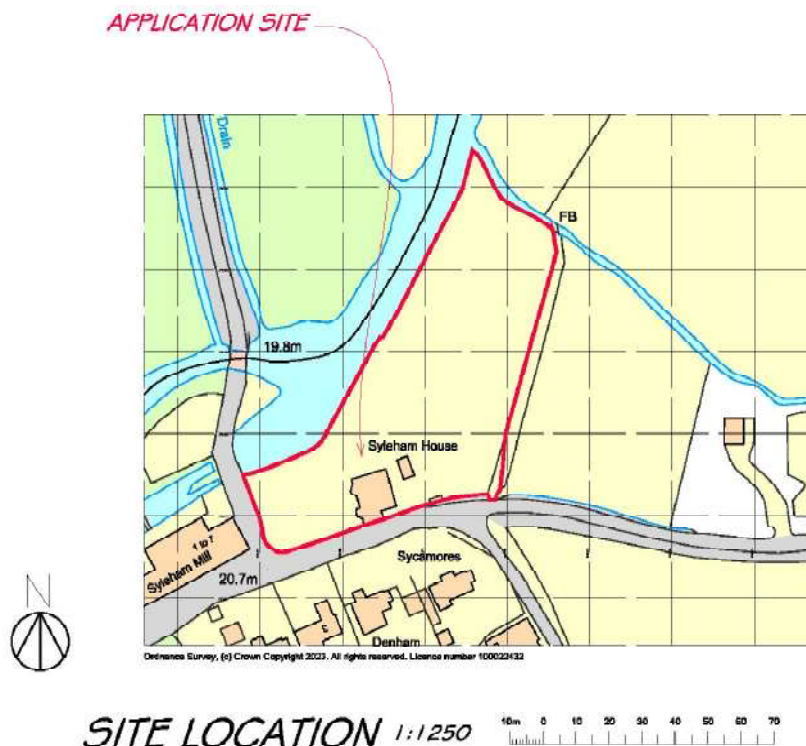 APPLICATION SITE
Drain
FB
19.8m
Syleham House
1 to 7
Syleham Mill
Sycamores
20.7m
Denham
N
Ordnance Survey, (c) Crown Copyright 2023. All rights reserved. Licence number 100022432
SITE LOCATION 1:1250
10m 0 10 20 30 40 50 60 70